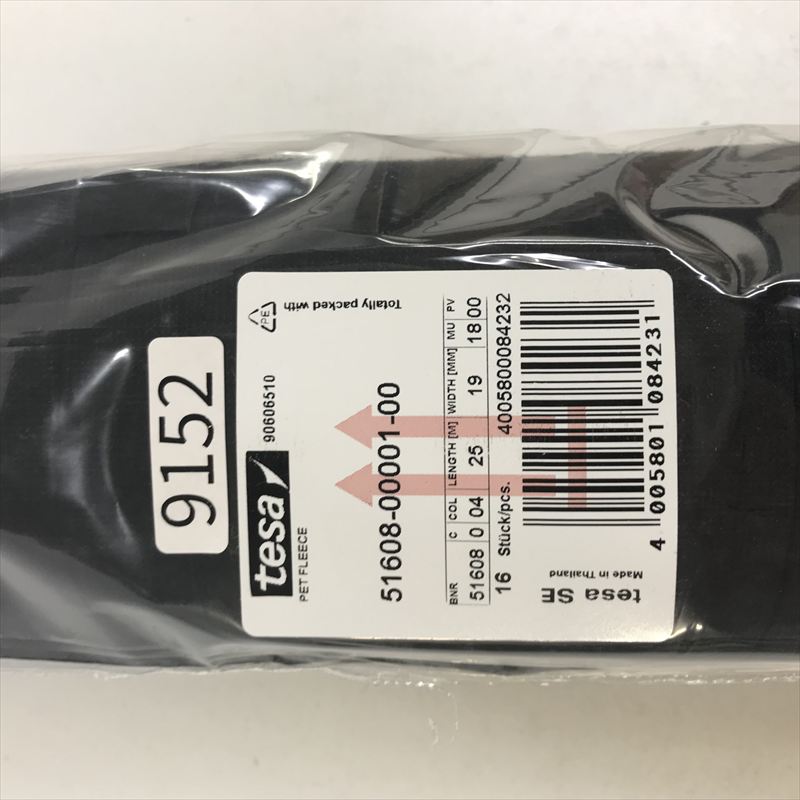 9152
tesa
90606510
PET FLEECE
PE
Totally packed with
51608-00001-00
BNR C COL LENGTH [M] WIDTH [MM] MU PV
51608 0 04 25 19 18 00
16 Stück/pcs. 4005800084232
4 005801 084231
tesa SE
Made in Thailand